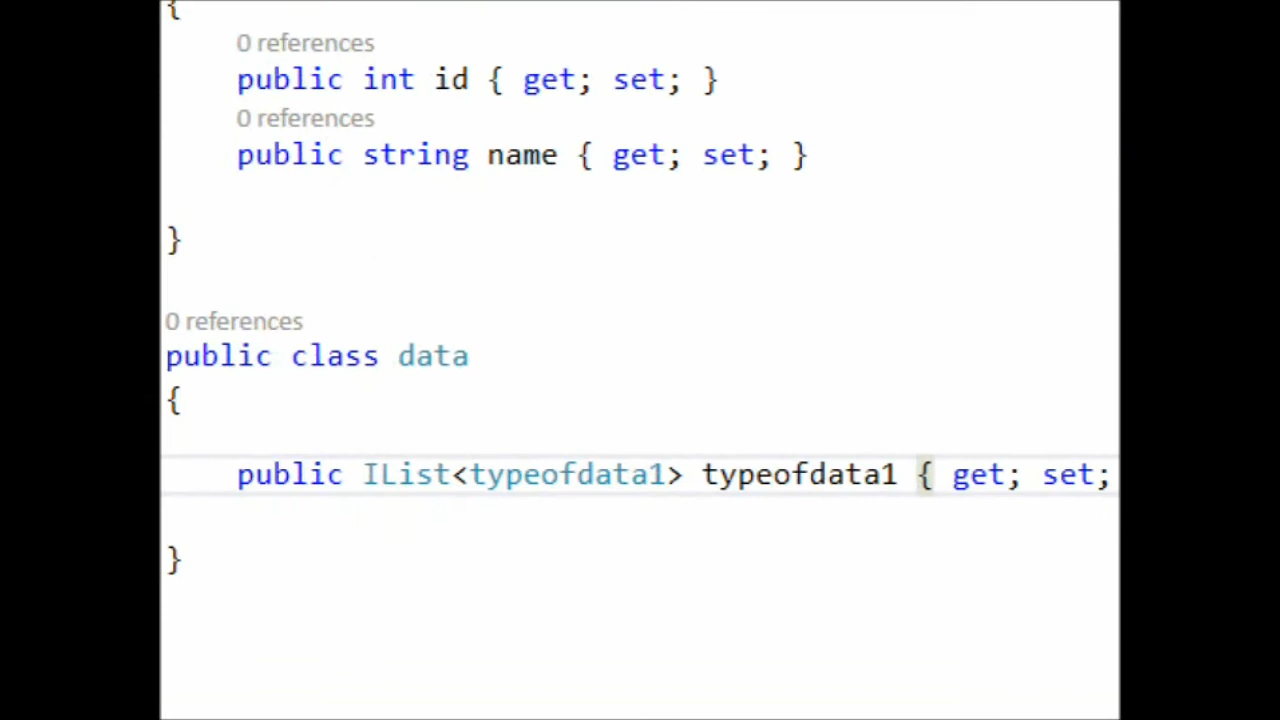 {
0 references
public int id { get; set; }
0 references
public string name { get; set; }
}
0 references
public class data
{
public IList<typeofdata1> typeofdata1 { get; set;
}